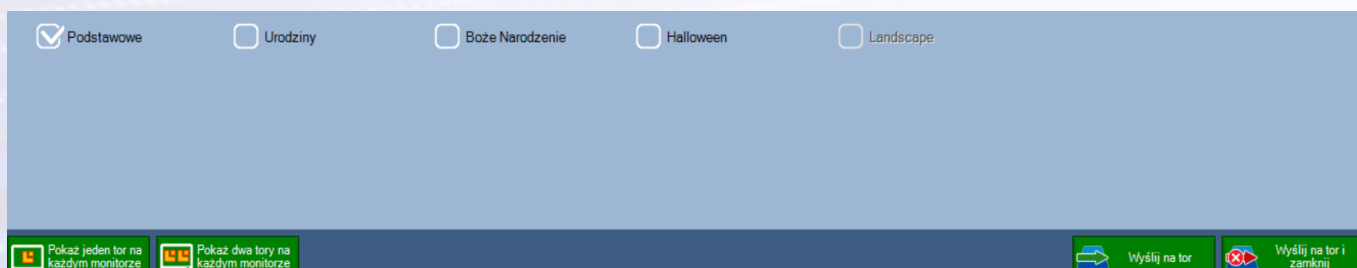 Podstawowe
Urodziny
Boże Narodzenie
Halloween
Landscape
Pokaż jeden tor na
każdym monitorze
Pokaż dwa tory na
każdym monitorze
Wyślij na tor
Wyślij na tor i
zamknij